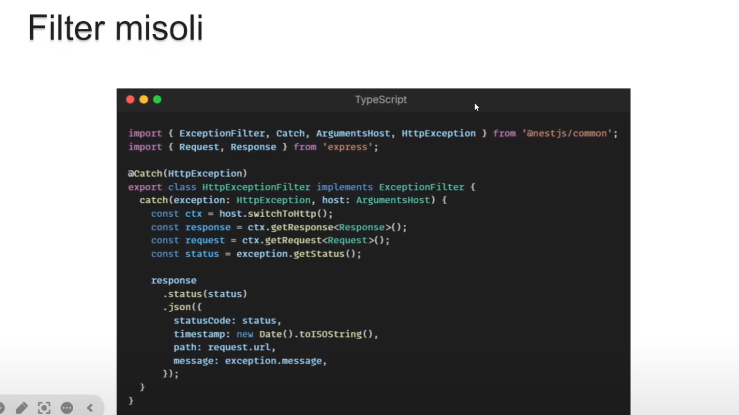 Filter misoli
TypeScript
import { ExceptionFilter, Catch, ArgumentsHost, HttpException } from '@nestjs/common';
import { Request, Response } from 'express';
@Catch(HttpException)
export class HttpExceptionFilter implements ExceptionFilter {
catch(exception: HttpException, host: ArgumentsHost) {
const ctx = host.switchToHttp();
const response = ctx.getResponse<Response>();
const request = ctx.getRequest<Request>();
const status = exception.getStatus();
response
.status(status)
.json({
statusCode: status,
timestamp: new Date().toISOString(),
path: request.url,
message: exception.message,
});
}
}